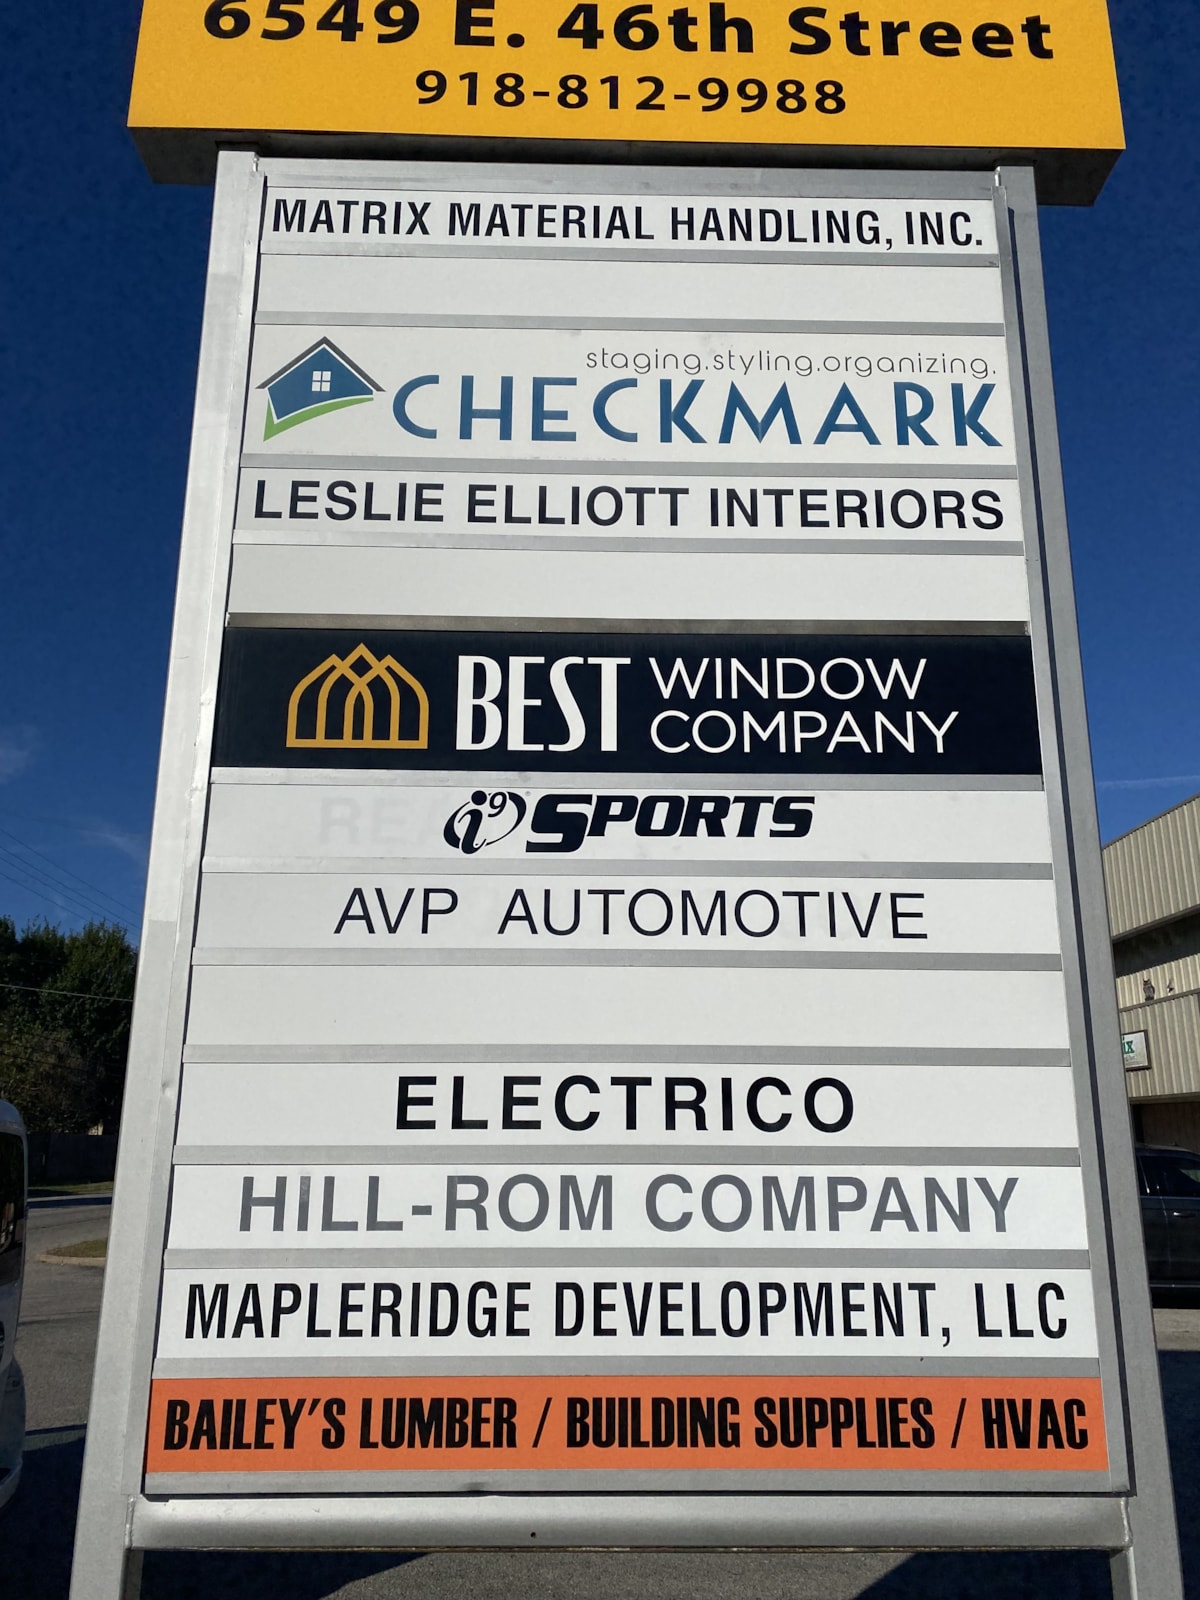 6549 E. 46th Street
918-812-9988
MATRIX MATERIAL HANDLING, INC.
staging.styling.organizing.
CHECKMARK
LESLIE ELLIOTT INTERIORS
BEST WINDOW
COMPANY
i9 SPORTS
AVP AUTOMOTIVE
ELECTRICO
HILL-ROM COMPANY
MAPLERIDGE DEVELOPMENT, LLC
BAILEY'S LUMBER / BUILDING SUPPLIES / HVAC